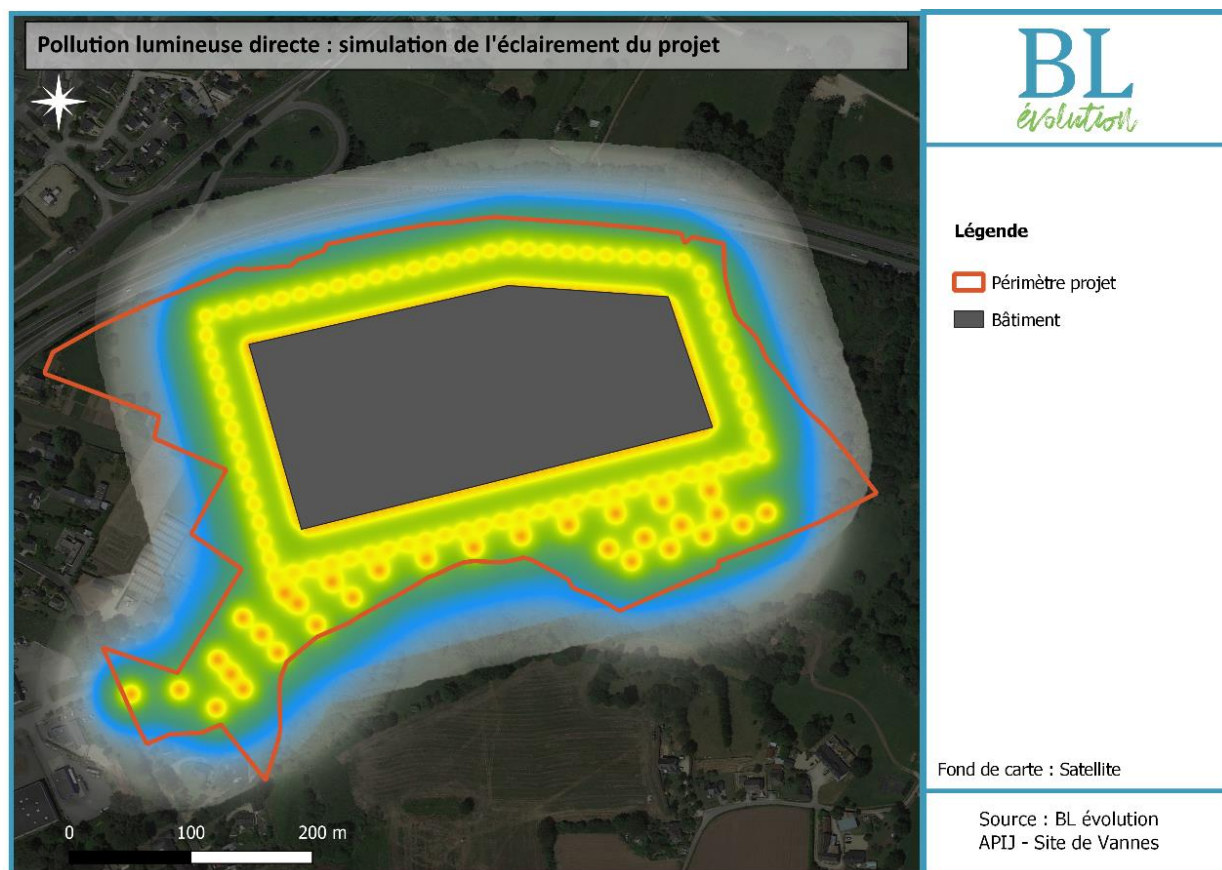 Pollution lumineuse directe : simulation de l'éclairement du projet
BL
évolution
Légende
Périmètre projet
Bâtiment
Fond de carte : Satellite
0 100 200 m
Source : BL évolution
APIJ - Site de Vannes